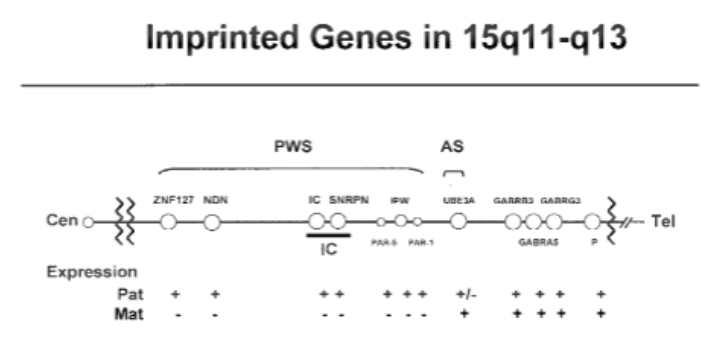 Imprinted Genes in 15q11-q13
PWS AS
ZNF127 NDN IC SNRPN IPW UBE3A GABRB3 GABRG3
Cen Tel
IC PAR-5 PAR-1 GABRA5 P
Expression
Pat + + + + + + + +/- + + + +
Mat - - - - - - - + + + + +